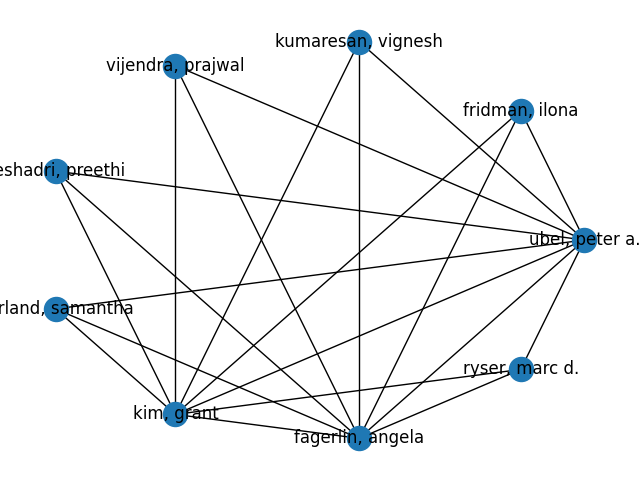 kumaresan, vignesh
vijendra, prajwal
fridman, ilona
eshadri, preethi
ubel, peter a.
rland, samantha
ryser, marc d.
kim, grant
fagerlin, angela